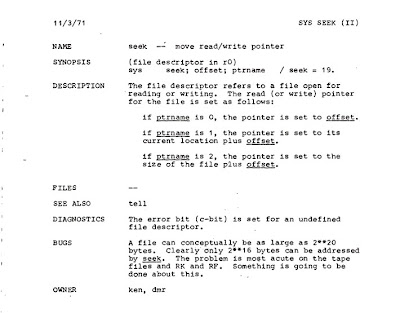 11/3/71 SYS SEEK (II)
NAME seek -- move read/write pointer
SYNOPSIS (file descriptor in r0)
sys seek; offset; ptrname / seek = 19.
DESCRIPTION The file descriptor refers to a file open for
reading or writing. The read (or write) pointer
for the file is set as follows:
if ptrname is 0, the pointer is set to offset.
if ptrname is 1, the pointer is set to its
current location plus offset.
if ptrname is 2, the pointer is set to the
size of the file plus offset.
FILES --
SEE ALSO tell
DIAGNOSTICS The error bit (c-bit) is set for an undefined
file descriptor.
BUGS A file can conceptually be as large as 2**20
bytes. Clearly only 2**16 bytes can be addressed
by seek. The problem is most acute on the tape
files and RK and RF. Something is going to be
done about this.
OWNER ken, dmr